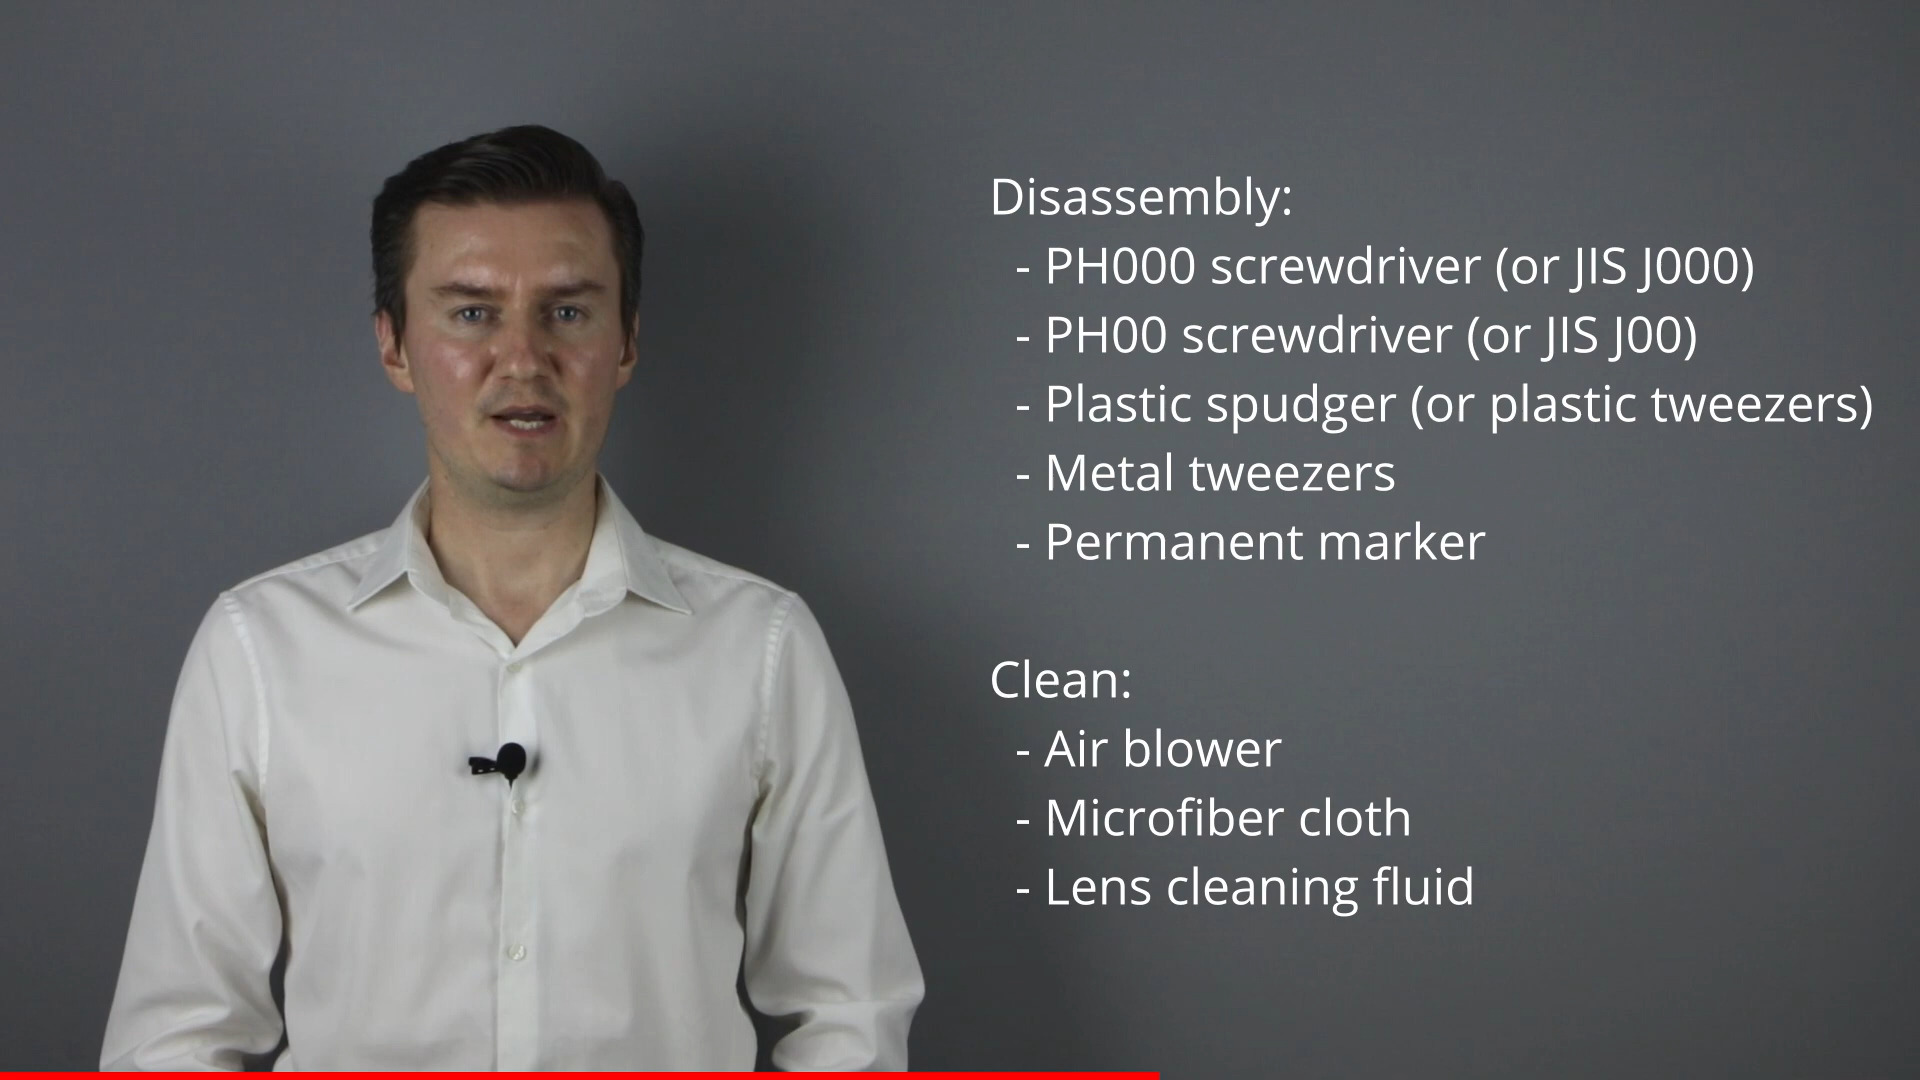 Disassembly:
- PH000 screwdriver (or JIS J000)
- PH00 screwdriver (or JIS J00)
- Plastic spudger (or plastic tweezers)
- Metal tweezers
- Permanent marker
Clean:
- Air blower
- Microfiber cloth
- Lens cleaning fluid